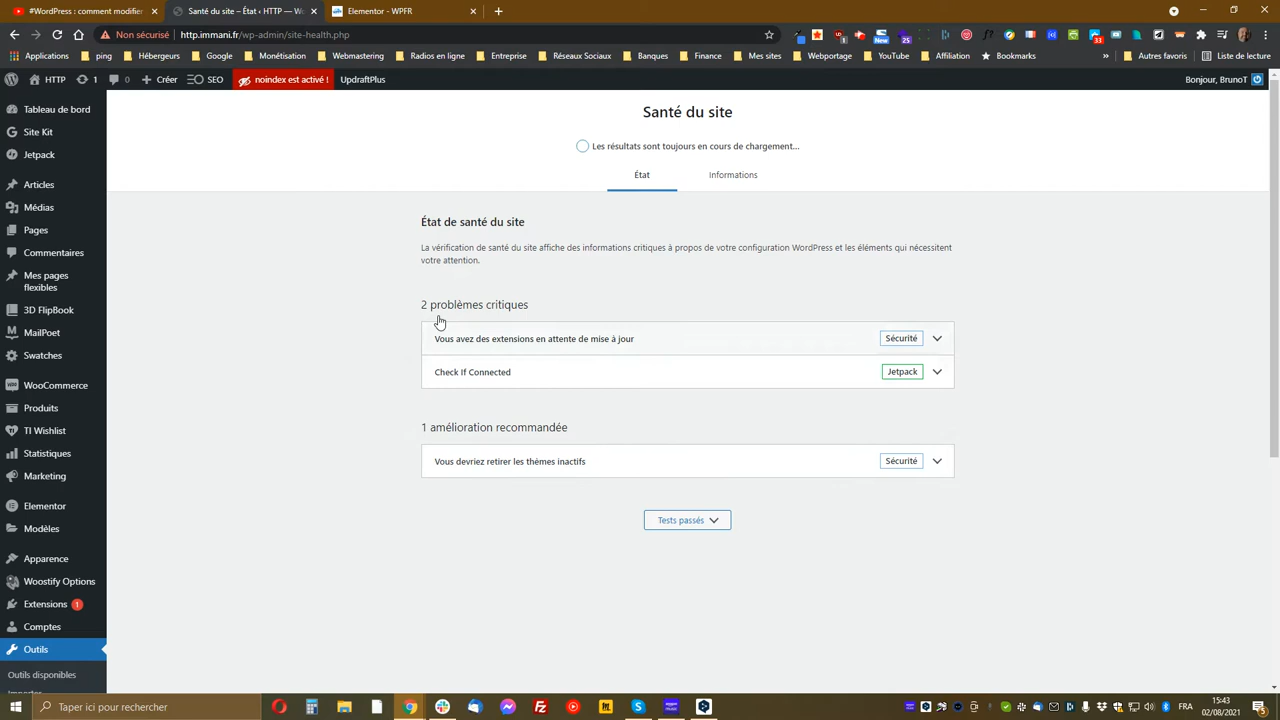 #WordPress : comment modifier
Santé du site ‹ État ‹ HTTP — W
Elementor - WPFR
Non sécurisé
http.immani.fr/wp-admin/site-health.php
Applications
ping
Hébergeurs
Google
Monétisation
Radios en ligne
Entreprise
Réseaux Sociaux
Banques
Finance
Mes sites
Webportage
YouTube
Affiliation
Bookmarks
Autres favoris
Liste de lecture
HTTP
1
0
Créer
SEO
noindex est activé !
UpdraftPlus
Bonjour, BrunoT
Tableau de bord
Site Kit
Jetpack
Articles
Médias
Pages
Commentaires
Mes pages
flexibles
3D FlipBook
MailPoet
Swatches
WooCommerce
Produits
TI Wishlist
Statistiques
Marketing
Elementor
Modèles
Apparence
Woostify Options
Extensions 1
Comptes
Outils
Outils disponibles
Santé du site
Les résultats sont toujours en cours de chargement...
État
Informations
État de santé du site
La vérification de santé du site affiche des informations critiques à propos de votre configuration WordPress et les éléments qui nécessitent
votre attention.
2 problèmes critiques
Vous avez des extensions en attente de mise à jour
Sécurité
Check If Connected
Jetpack
1 amélioration recommandée
Vous devriez retirer les thèmes inactifs
Sécurité
Tests passés
Taper ici pour rechercher
FRA
15:43
02/08/2021